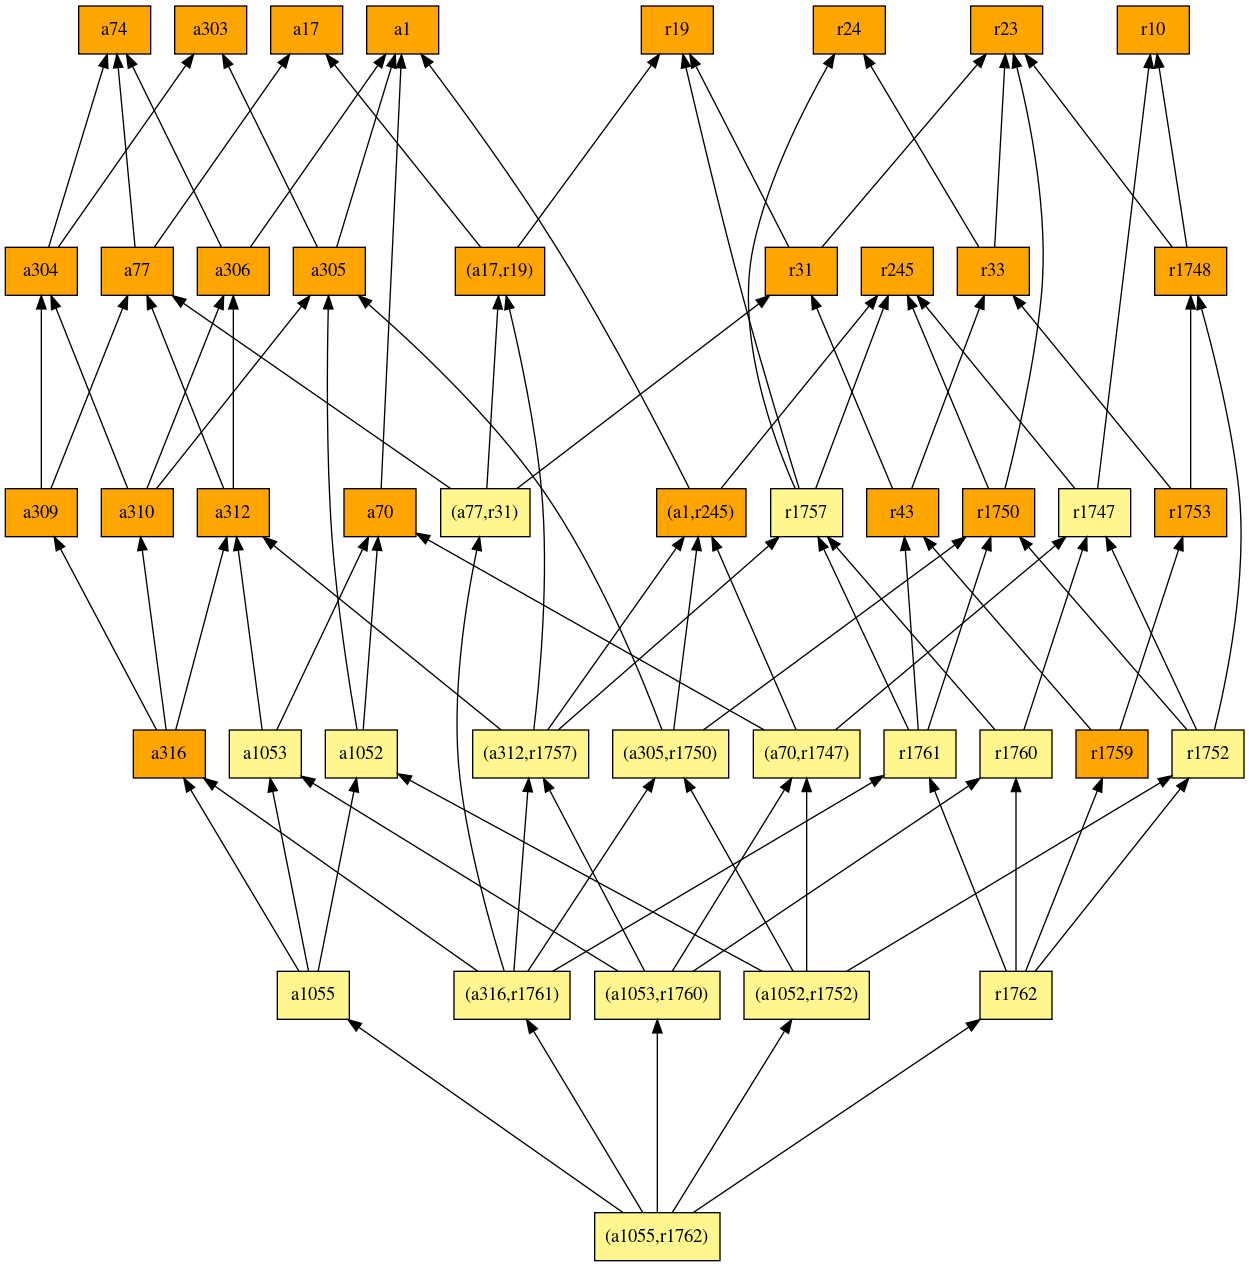 a74
a303
a17
a1
r19
r24
r23
r10
a304
a77
a306
a305
(a17,r19)
r31
r245
r33
r1748
a309
a310
a312
a70
(a77,r31)
(a1,r245)
r1757
r43
r1750
r1747
r1753
a316
a1053
a1052
(a312,r1757)
(a305,r1750)
(a70,r1747)
r1761
r1760
r1759
r1752
a1055
(a316,r1761)
(a1053,r1760)
(a1052,r1752)
r1762
(a1055,r1762)